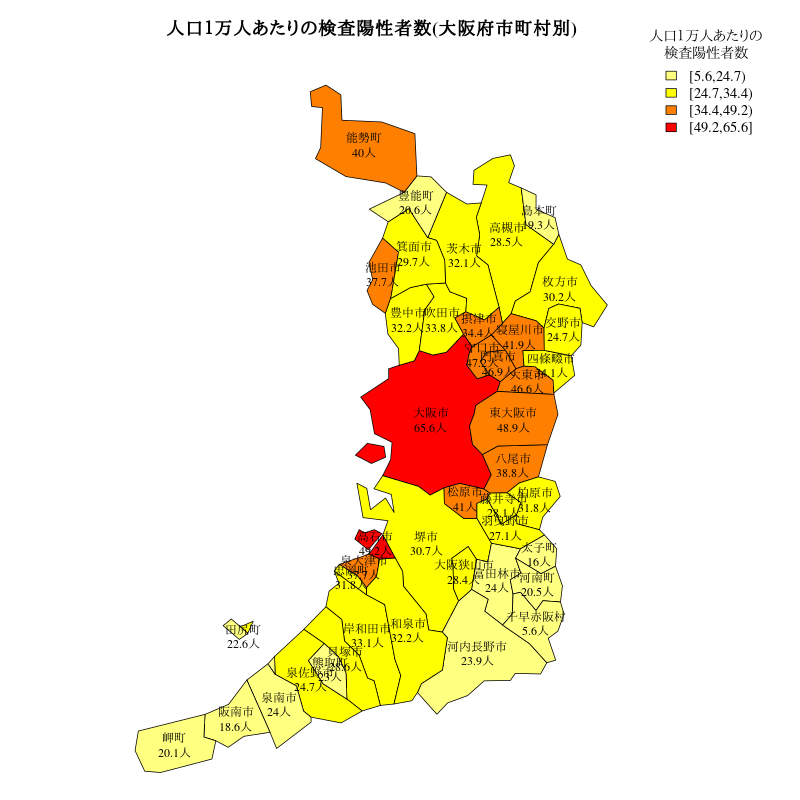 人口1万人あたりの検査陽性者数(大阪府市町村別)
人口1万人あたりの
検査陽性者数
[5.6,24.7)
[24.7,34.4)
[34.4,49.2)
[49.2,65.6]
能勢町
40人
豊能町
20.6人
島本町
19.3人
高槻市
28.5人
茨木市
32.1人
箕面市
29.7人
池田市
37.7人
枚方市
30.2人
豊中市
32.2人
吹田市
33.8人
摂津市
34.4人
寝屋川市
41.9人
交野市
24.7人
守口市
47.2人
門真市
46.9人
四條畷市
34.1人
大東市
46.6人
大阪市
65.6人
東大阪市
48.9人
八尾市
38.8人
松原市
41人
藤井寺市
28.1人
柏原市
31.8人
羽曳野市
27.1人
高石市
49.2人
堺市
30.7人
泉大津市
37.7人
忠岡町
31.8人
大阪狭山市
28.4人
富田林市
24人
太子町
16人
河南町
20.5人
千早赤阪村
5.6人
和泉市
32.2人
岸和田市
33.1人
河内長野市
23.9人
田尻町
22.6人
貝塚市
28.6人
熊取町
23人
泉佐野市
24.7人
泉南市
24人
阪南市
18.6人
岬町
20.1人